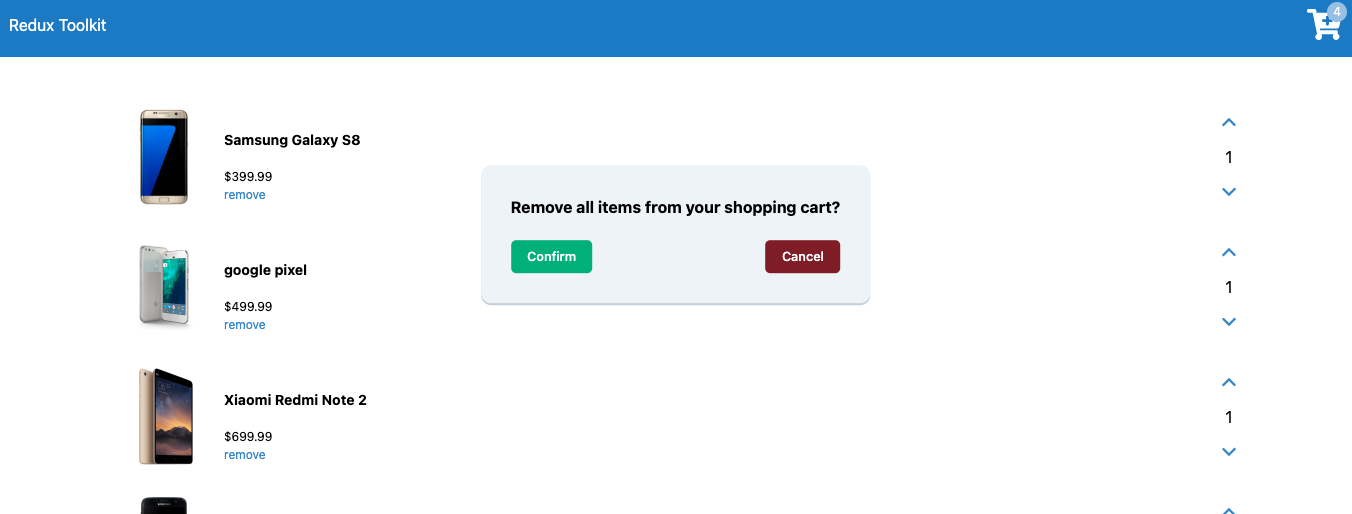 Redux Toolkit
4
Samsung Galaxy S8
$399.99
remove
1
Remove all items from your shopping cart?
Confirm
Cancel
google pixel
$499.99
remove
1
Xiaomi Redmi Note 2
$699.99
remove
1